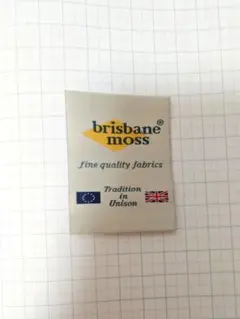 brisbane®
moss
fine quality fabrics
Tradition
in
Unison